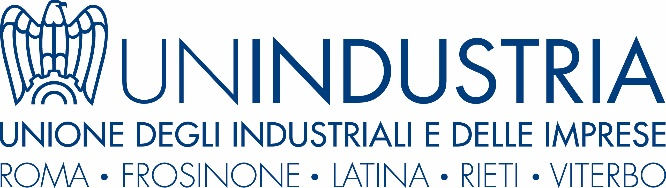 UNINDUSTRIA
UNIONE DEGLI INDUSTRIALI E DELLE IMPRESE
ROMA • FROSINONE • LATINA • RIETI • VITERBO